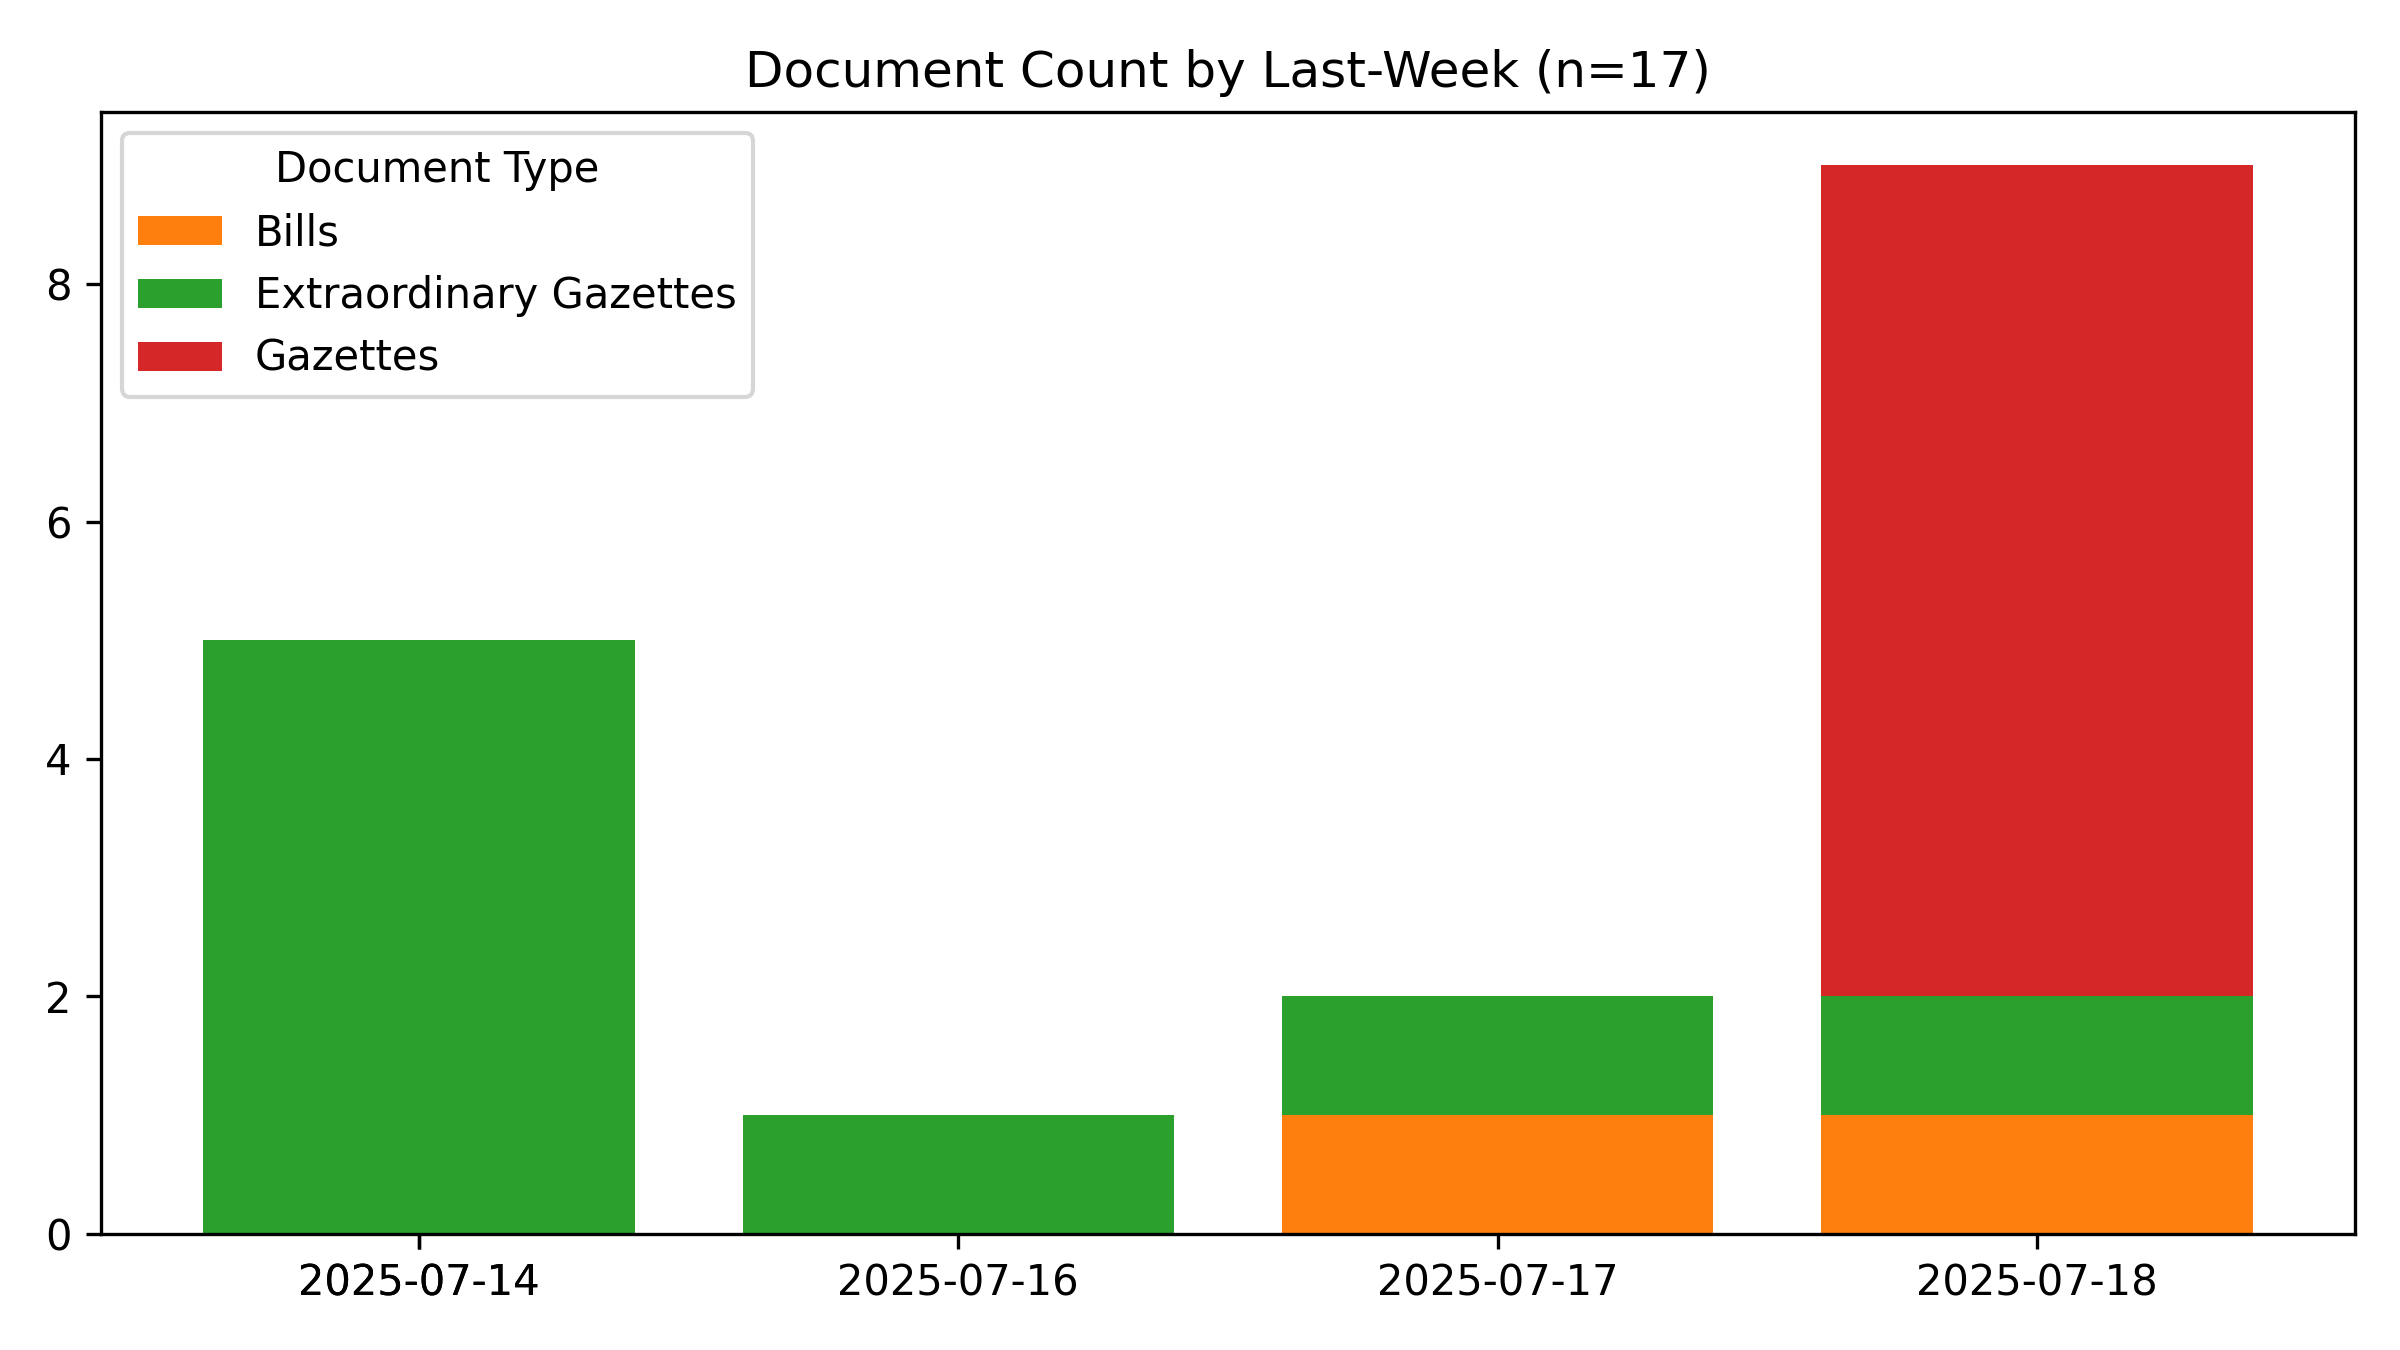 Document Count by Last-Week (n=17)
Document Type
Bills
Extraordinary Gazettes
Gazettes
8
6
4
2
0
2025-07-14
2025-07-16
2025-07-17
2025-07-18